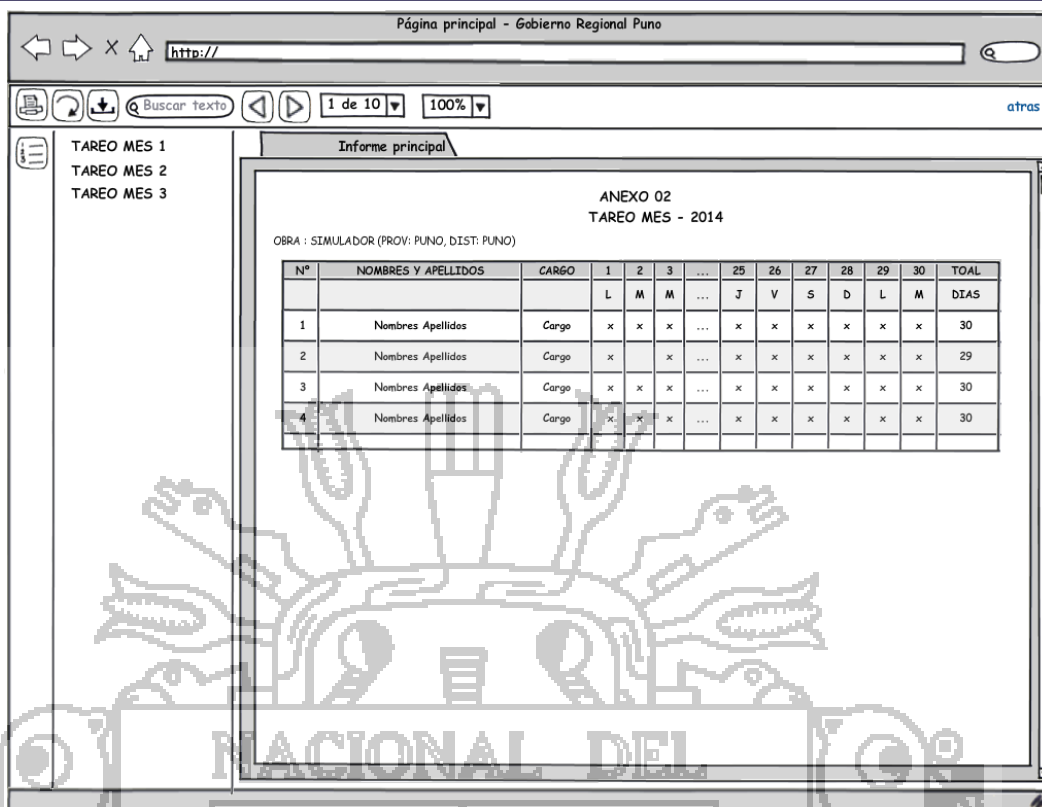 Página principal - Gobierno Regional Puno
http://
Buscar texto 1 de 10 100% atras
TAREO MES 1
TAREO MES 2
TAREO MES 3
Informe principal
ANEXO 02
TAREO MES - 2014
OBRA : SIMULADOR (PROV: PUNO, DIST: PUNO)
Nº NOMBRES Y APELLIDOS CARGO 1 2 3 ... 25 26 27 28 29 30 TOAL
L M M ... J V S D L M DIAS
1 Nombres Apellidos Cargo x x x ... x x x x x x 30
2 Nombres Apellidos Cargo x x ... x x x x x x 29
3 Nombres Apellidos Cargo x x x ... x x x x x x 30
4 Nombres Apellidos Cargo x x x ... x x x x x x 30
NACIONAL DEL